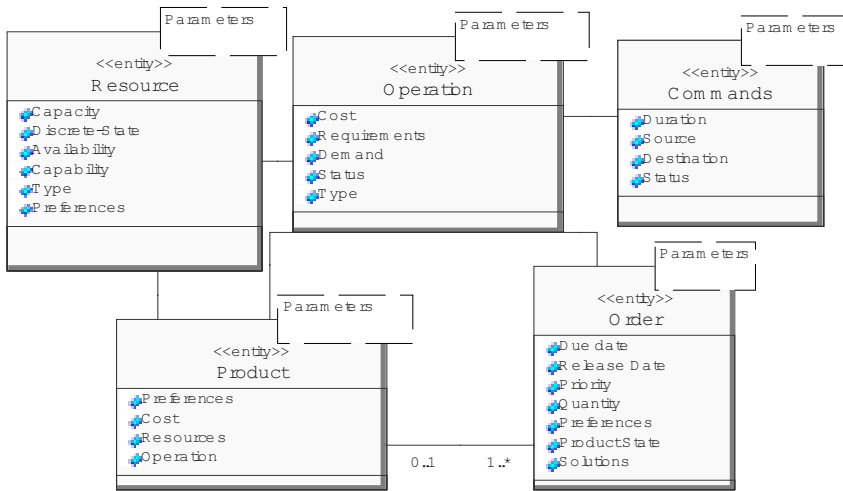 Parameters
<<entity>>
Resource
Capacity
Discrete-State
Availability
Capability
Type
Preferences
Parameters
<<entity>>
Operation
Cost
Requirements
Demand
Status
Type
Parameters
<<entity>>
Commands
Duration
Source
Destination
Status
Parameters
<<entity>>
Product
Preferences
Cost
Resources
Operation
Parameters
<<entity>>
Order
Due date
Release Date
Priority
Quantity
Preferences
ProductState
Solutions
0..1
1..*